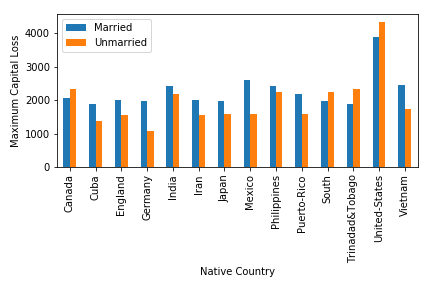 Married
Unmarried
Maximum Capital Loss
4000
3000
2000
1000
0
Canada
Cuba
England
Germany
India
Iran
Japan
Mexico
Philippines
Puerto-Rico
South
Trinadad&Tobago
United-States
Vietnam
Native Country